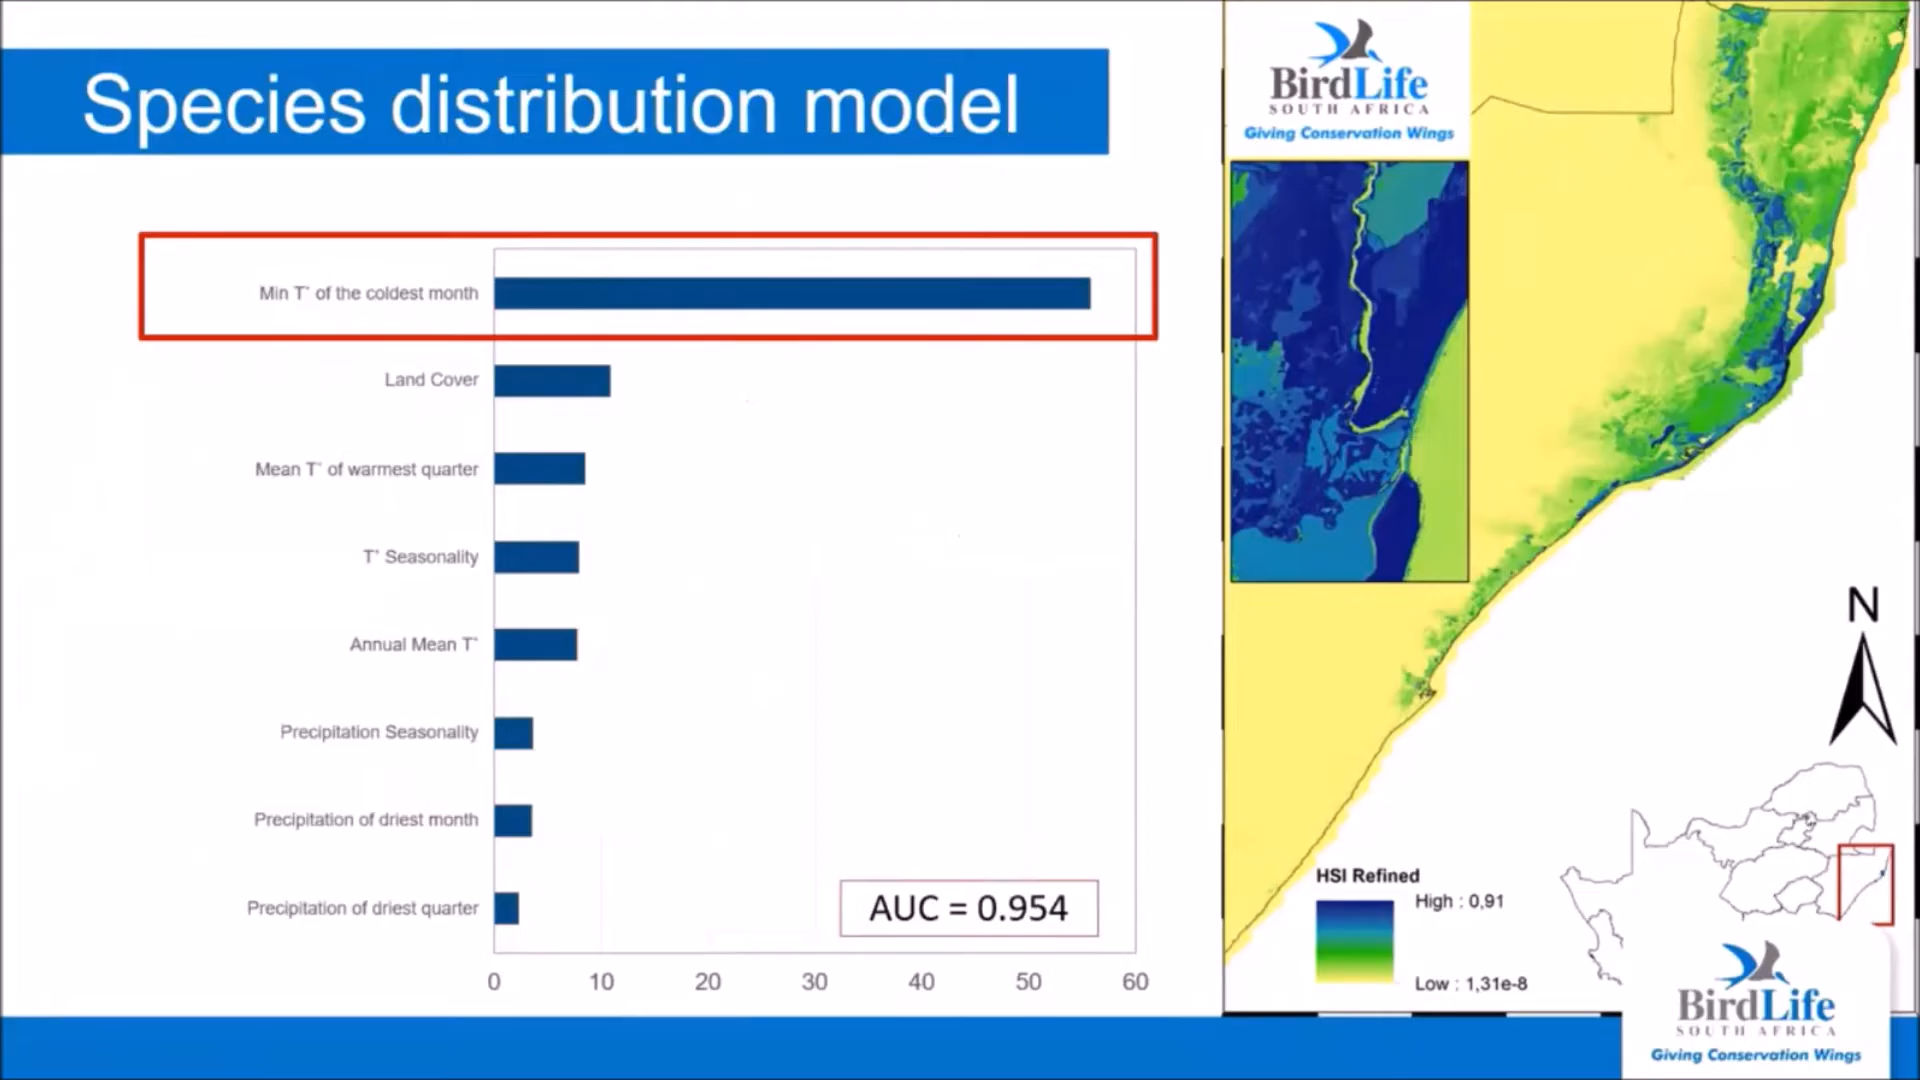 Species distribution model
Min T° of the coldest month
Land Cover
Mean T° of warmest quarter
T° Seasonality
Annual Mean T°
Precipitation Seasonality
Precipitation of driest month
Precipitation of driest quarter
AUC = 0.954
0 10 20 30 40 50 60
BirdLife
SOUTH AFRICA
Giving Conservation Wings
N
HSI Refined
High : 0,91
Low : 1,31e-8
BirdLife
SOUTH AFRICA
Giving Conservation Wings